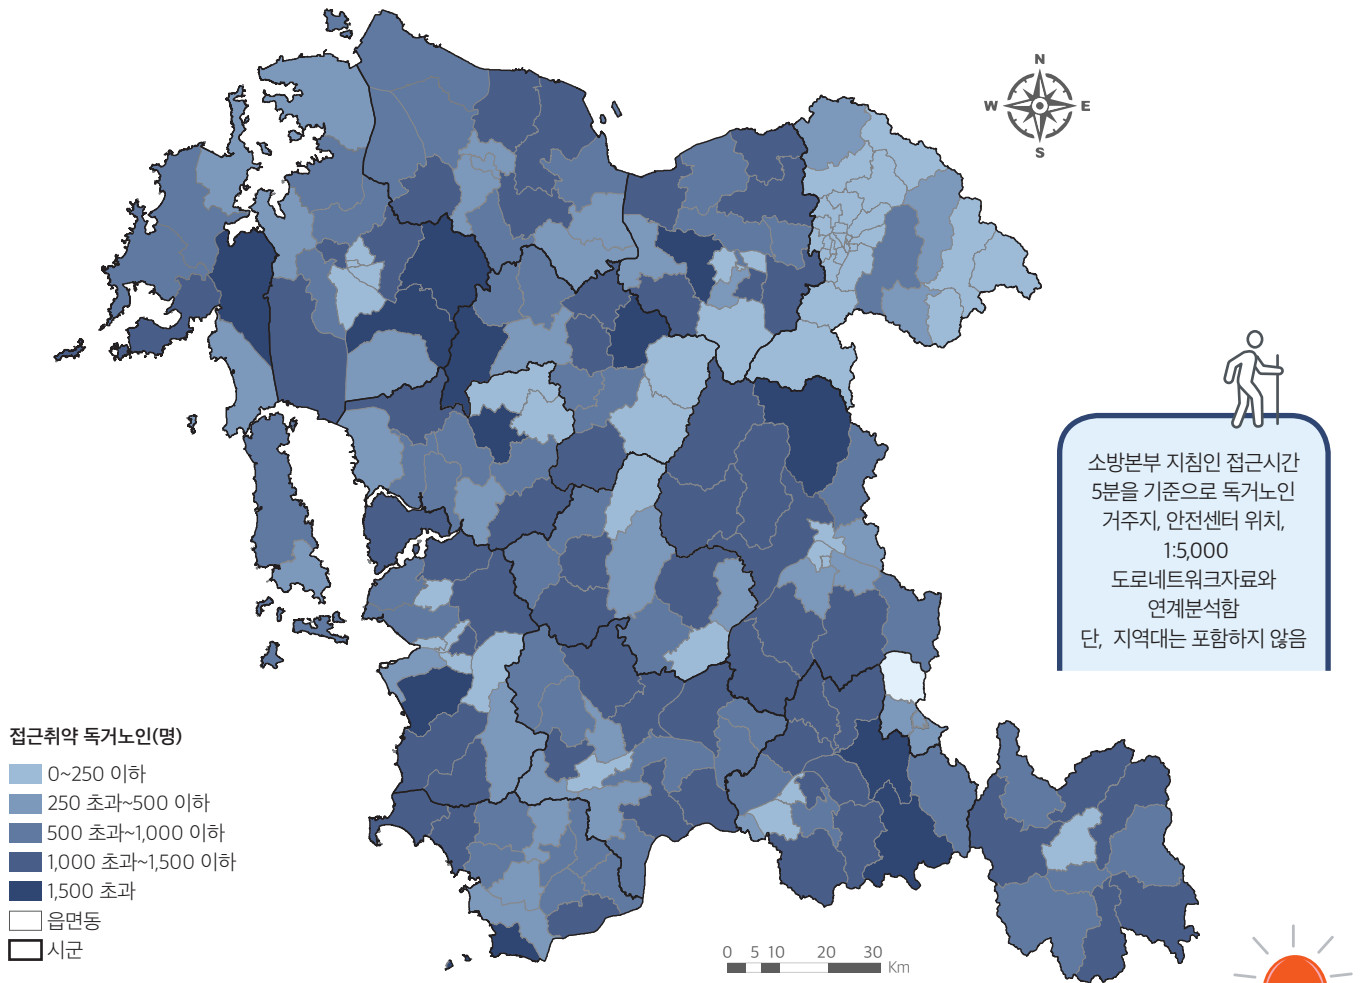 N
W E
S
소방본부 지침인 접근시간
5분을 기준으로 독거노인
거주지, 안전센터 위치,
1:5,000
도로네트워크자료와
연계분석함
단, 지역대는 포함하지 않음
접근취약 독거노인(명)
0~250 이하
250 초과~500 이하
500 초과~1,000 이하
1,000 초과~1,500 이하
1,500 초과
읍면동
시군
0 5 10 20 30
Km